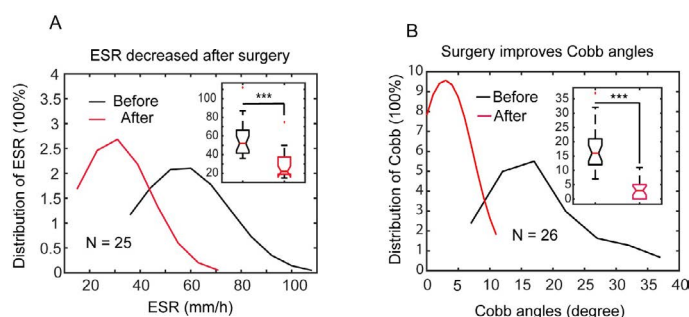 A
ESR decreased after surgery
Distribution of ESR (100%)
4
3.5
3
2.5
2
1.5
1
0.5
0
Before
After
100
80
60
40
20
***
N = 25
20 40 60 80 100
ESR (mm/h)
B
Surgery improves Cobb angles
Distribution of Cobb (100%)
10
9
8
7
6
5
4
3
2
1
0
Before
After
35
30
25
20
15
10
5
0
***
N = 26
0 5 10 15 20 25 30 35 40
Cobb angles (degree)